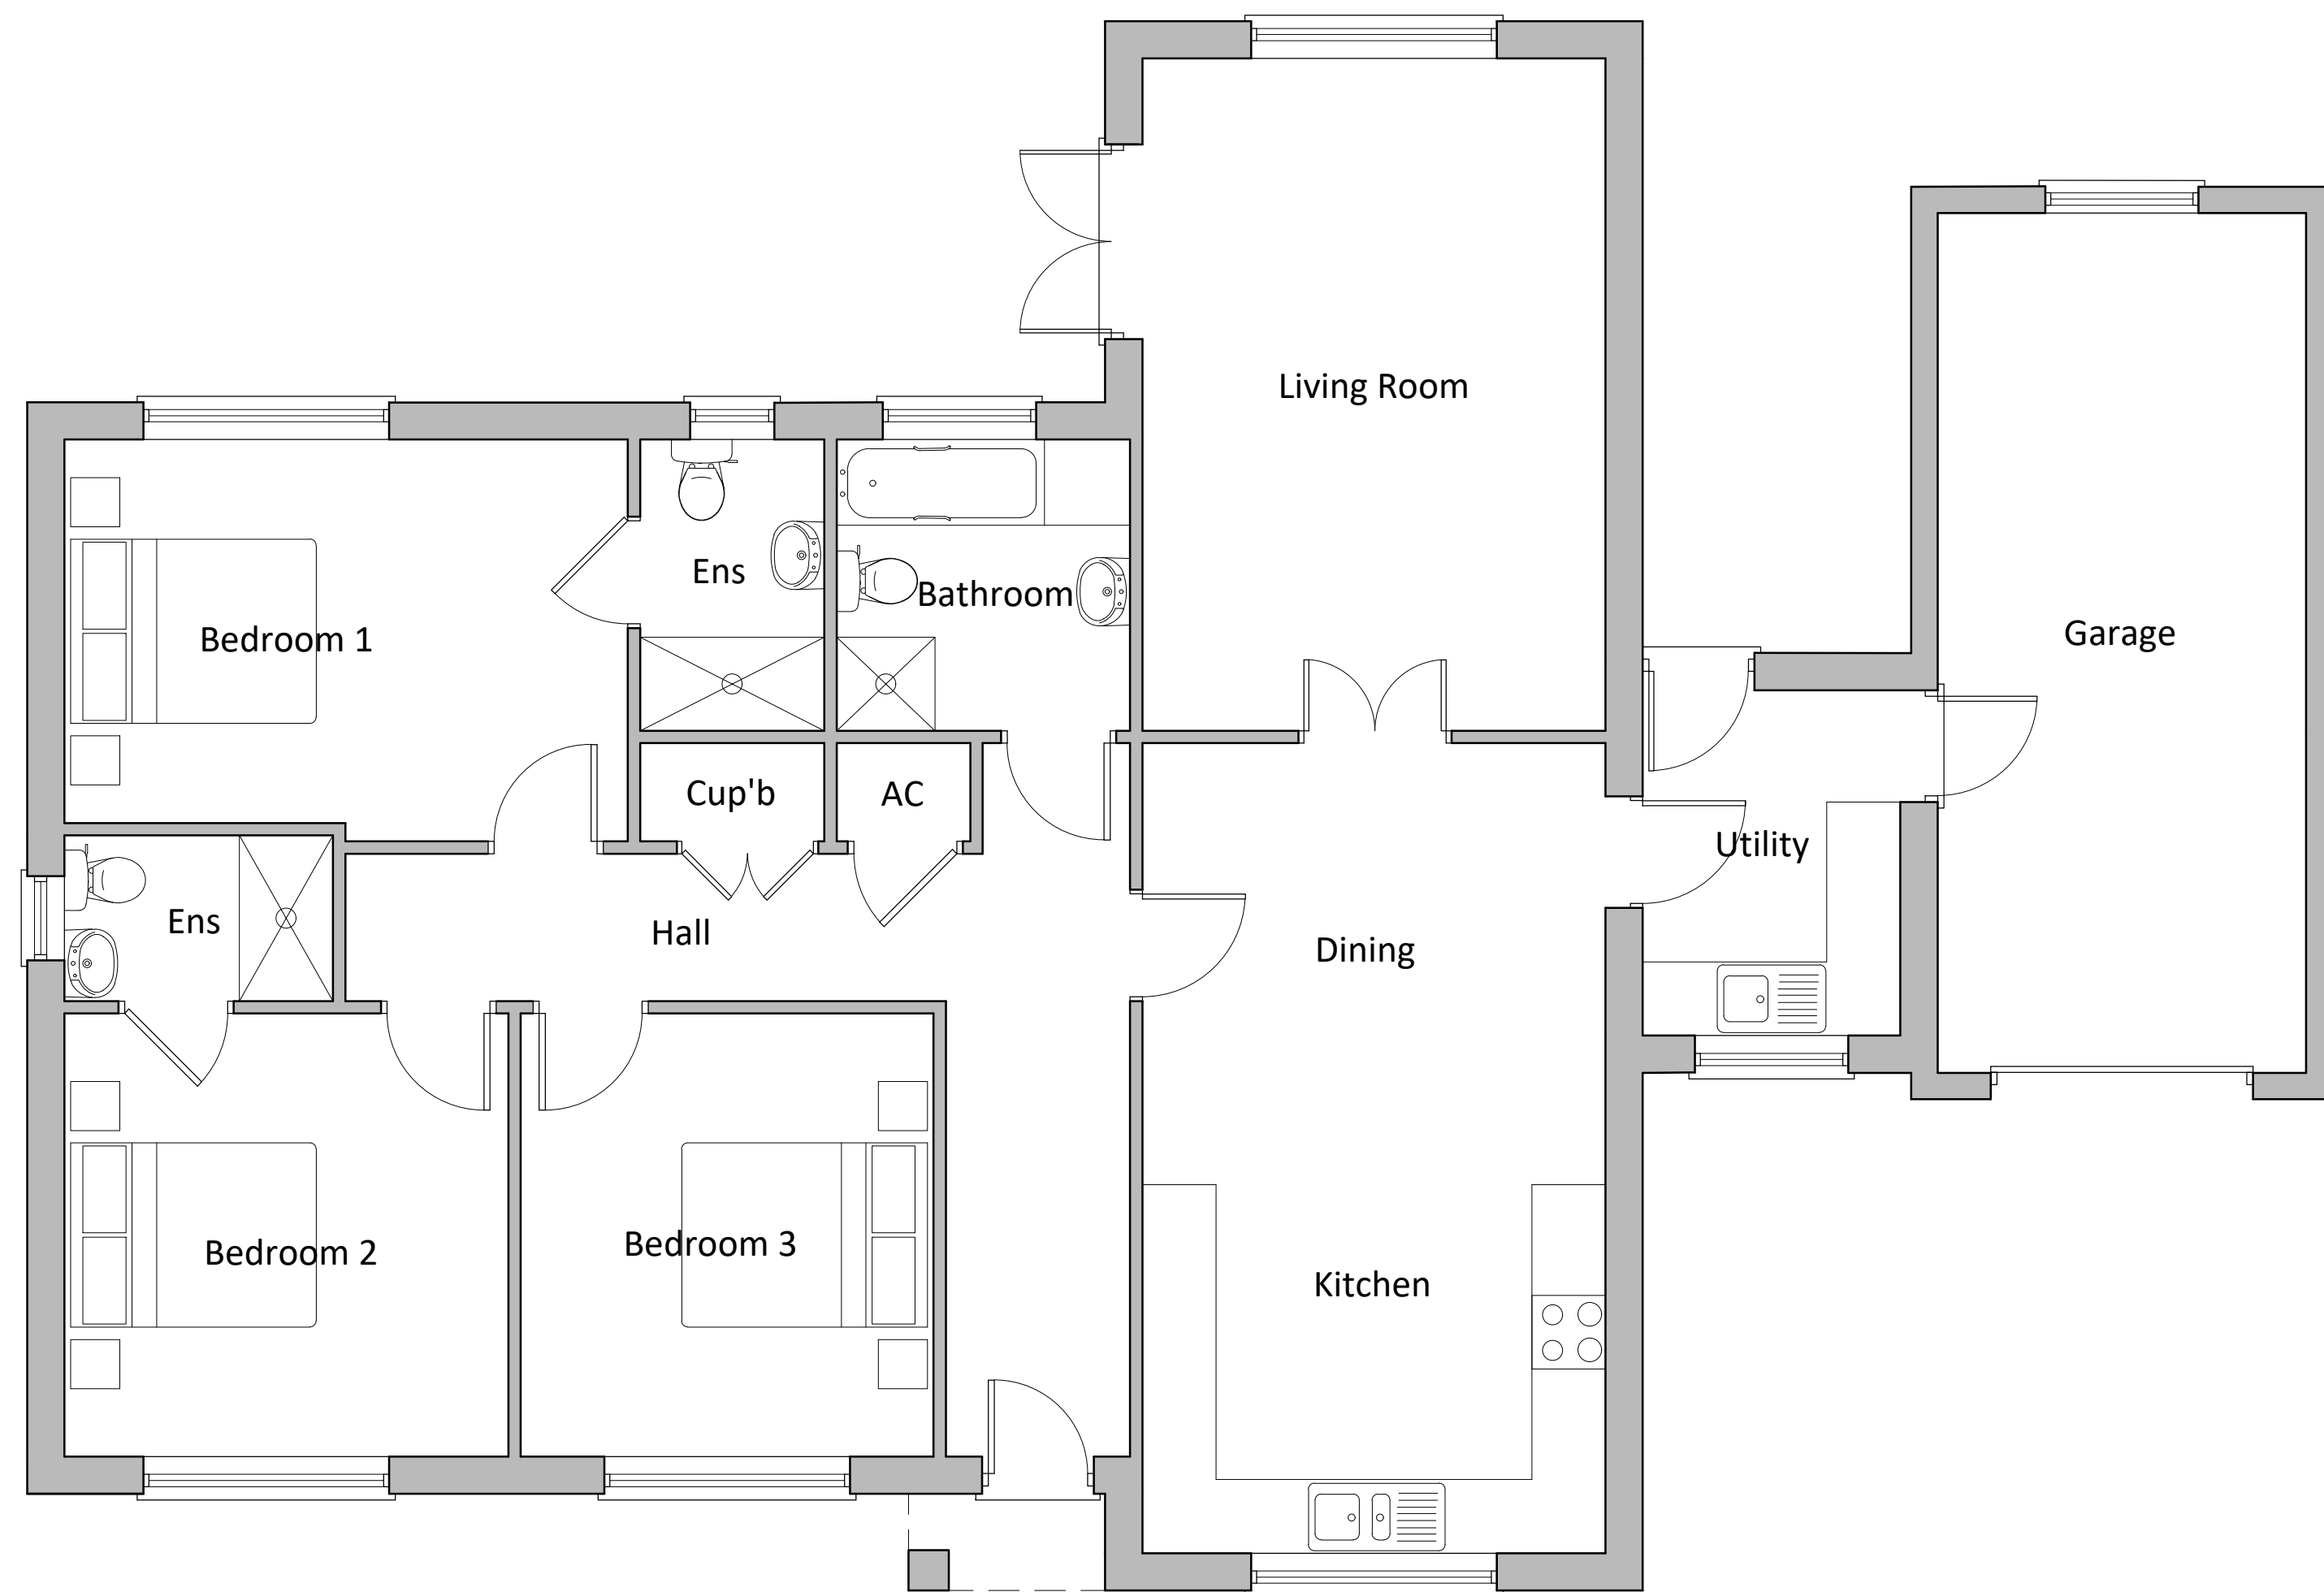 Living Room
Ens
Bathroom
Bedroom 1
Garage
Cup'b
AC
Utility
Ens
Hall
Dining
Bedroom 2
Bedroom 3
Kitchen